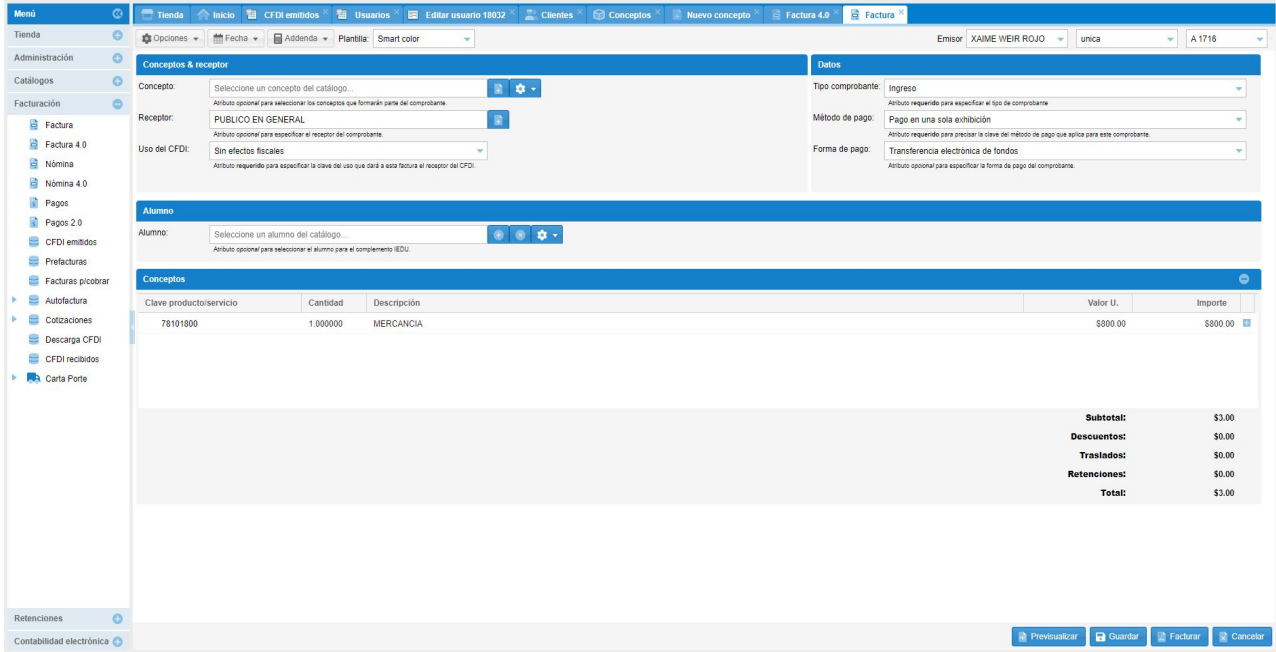 Menú
Tienda Inicio CFDI emitidos Usuarios Editar usuario 18032 Clientes Conceptos Nuevo concepto Factura 4.0 Factura
Tienda
Administración
Catálogos
Facturación
Factura
Factura 4.0
Nómina
Nómina 4.0
Pagos
Pagos 2.0
CFDI emitidos
Prefacturas
Facturas p/cobrar
Autofactura
Cotizaciones
Descarga CFDI
CFDI recibidos
Carta Porte
Retenciones
Contabilidad electrónica
Opciones Fecha Addenda Plantilla: Smart color Emisor XAIME WEIR ROJO unica A 1716
Conceptos & receptor
Concepto: Seleccione un concepto del catálogo...
Atributo opcional para seleccionar los conceptos que formarán parte del comprobante.
Receptor: PUBLICO EN GENERAL
Atributo opcional para especificar el receptor del comprobante.
Uso del CFDI: Sin efectos fiscales
Atributo requerido para especificar la clave del uso que dará a esta factura el receptor del CFDI.
Datos
Tipo comprobante: Ingreso
Atributo requerido para especificar el tipo de comprobante
Método de pago: Pago en una sola exhibición
Atributo requerido para precisar la clave del método de pago que aplica para este comprobante.
Forma de pago: Transferencia electrónica de fondos
Atributo opcional para especificar la forma de pago del comprobante.
Alumno
Alumno: Seleccione un alumno del catálogo...
Atributo opcional para seleccionar el alumno para el complemento IEDU.
Conceptos
Clave producto/servicio Cantidad Descripción Valor U. Importe
78101800 1.000000 MERCANCIA $800.00 $800.00
Subtotal: $3.00
Descuentos: $0.00
Traslados: $0.00
Retenciones: $0.00
Total: $3.00
Previsualizar Guardar Facturar Cancelar